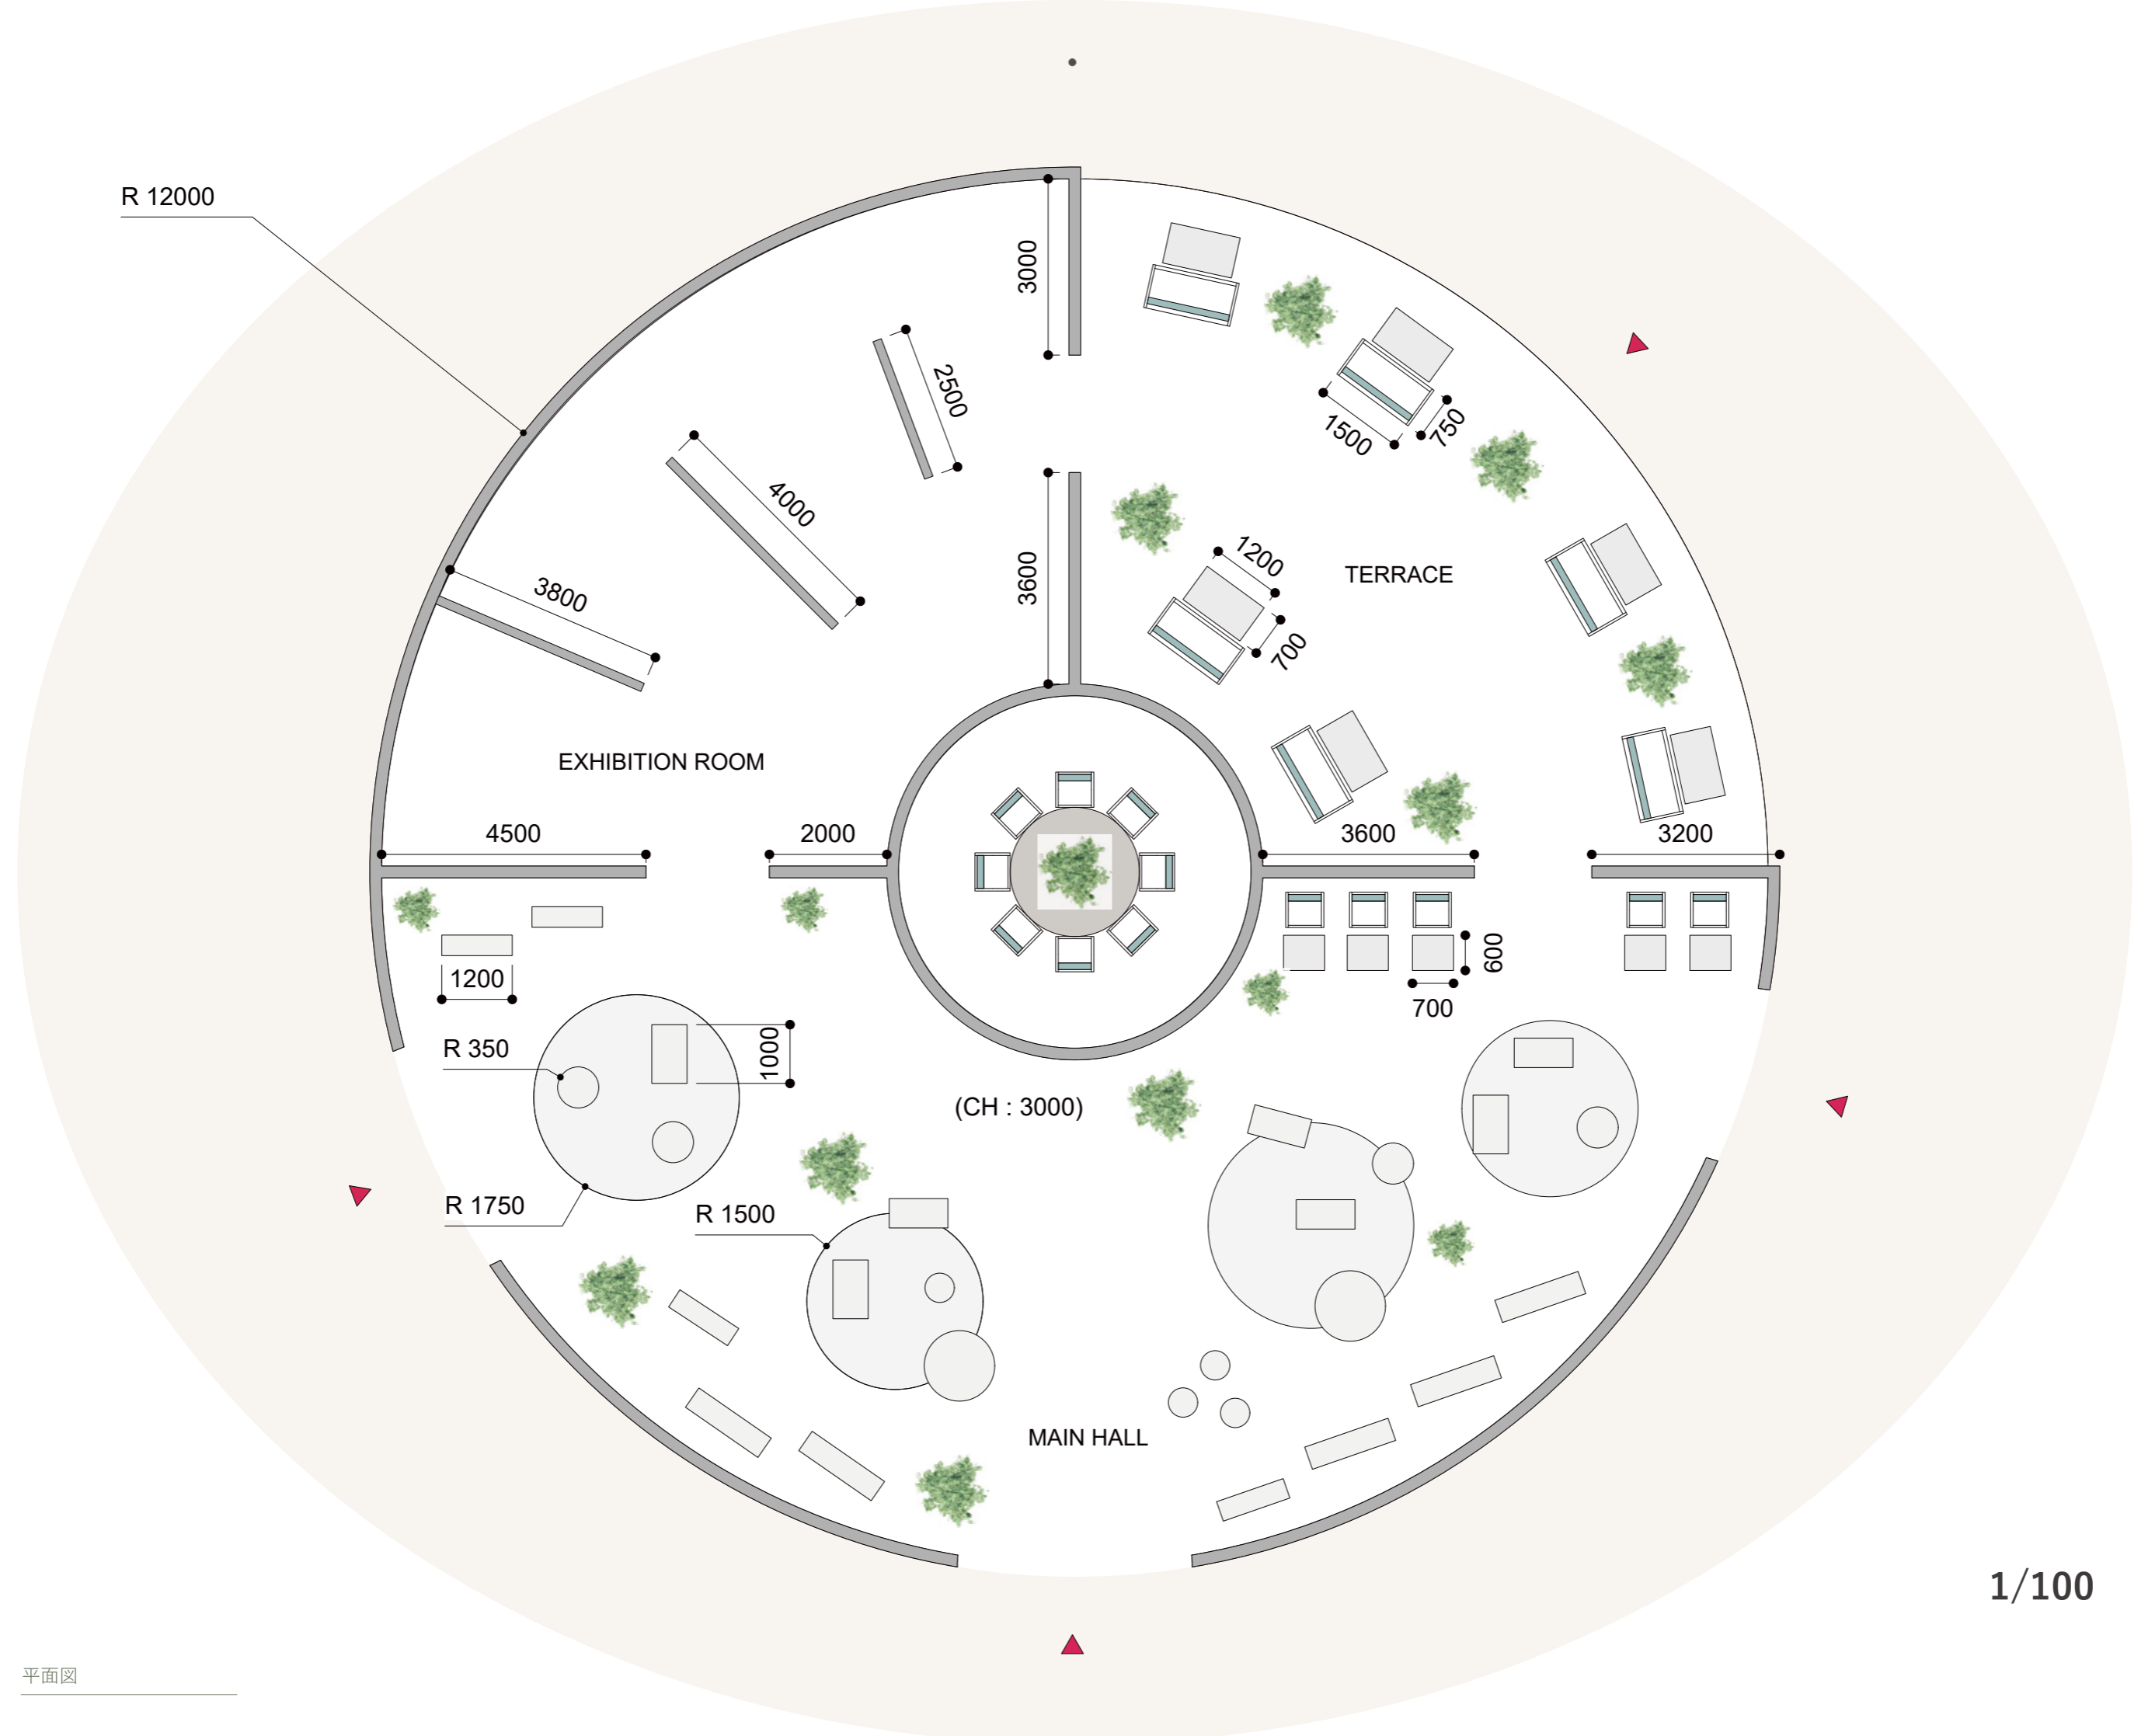 R 12000
3000
2500
1500
750
4000
3600
1200
TERRACE
3800
700
EXHIBITION ROOM
4500
2000
3600
3200
600
1200
700
R 350
1000
(CH : 3000)
R 1750
R 1500
MAIN HALL
1/100
平面図